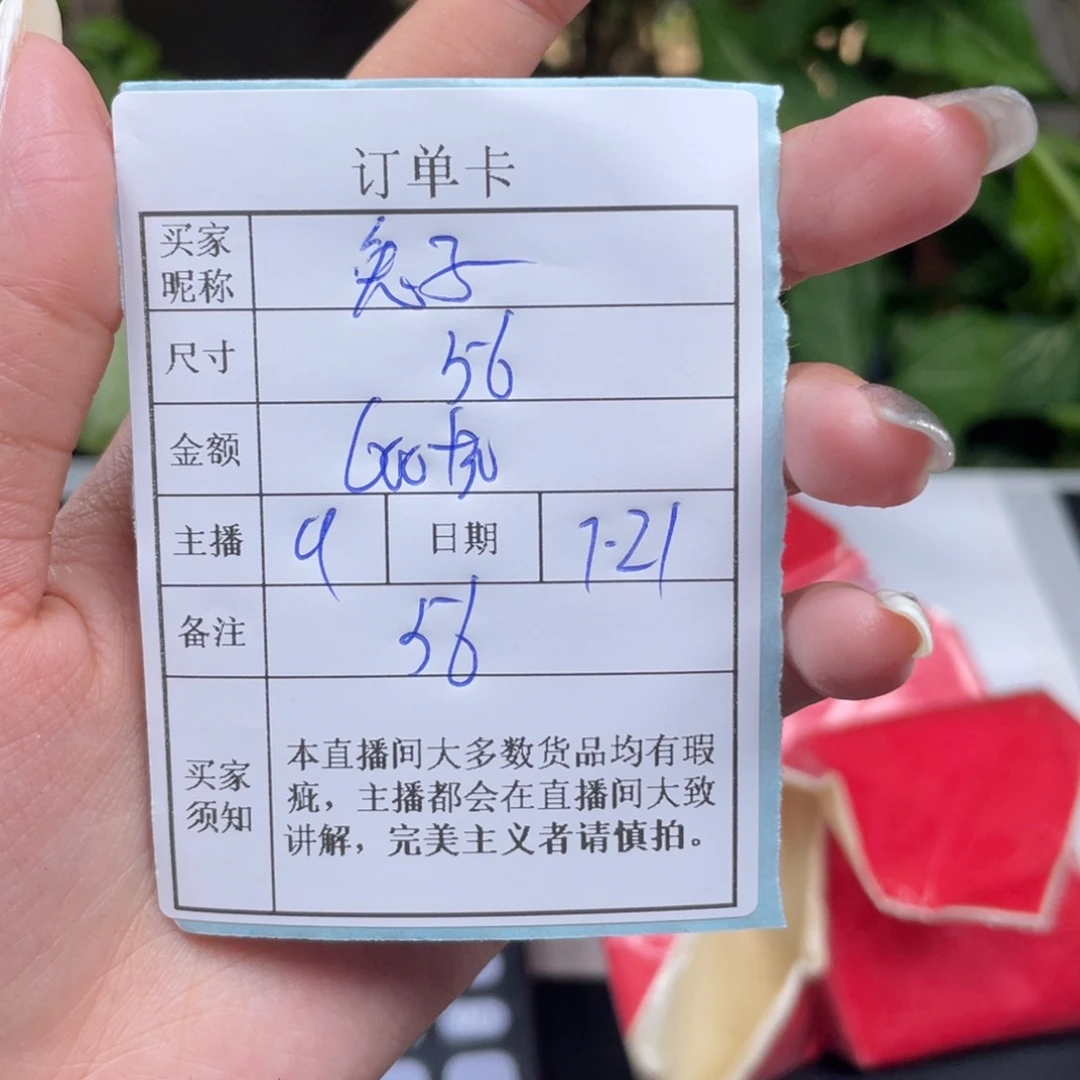 订单卡
买家昵称 兔子
尺寸 56
金额 6000
主播 9 日期 7-21
备注 56
买家须知
本直播间大多数货品均有瑕
疵，主播都会在直播间大致
讲解，完美主义者请慎拍。